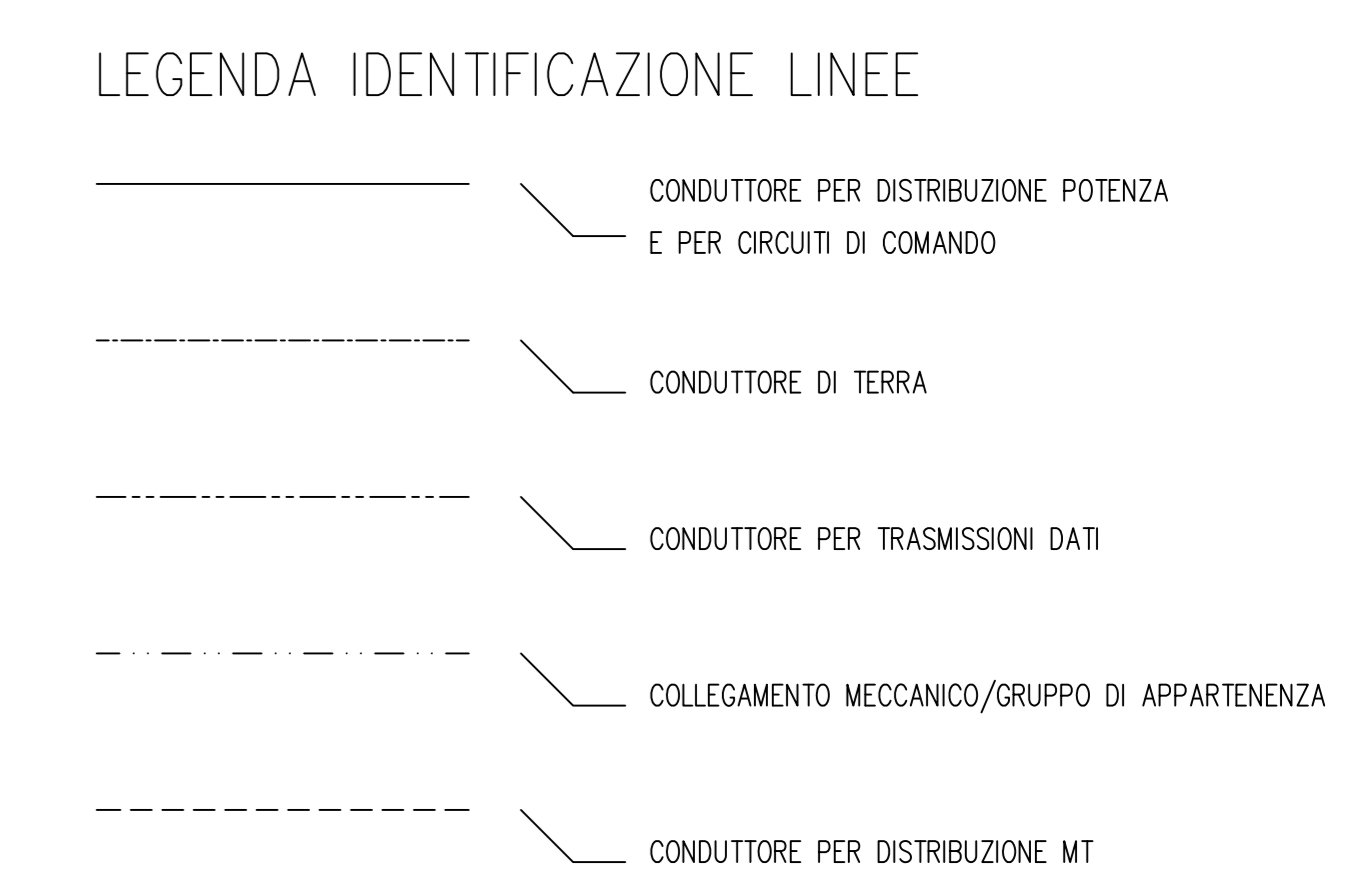 LEGENDA IDENTIFICAZIONE LINEE
CONDUTTORE PER DISTRIBUZIONE POTENZA
E PER CIRCUITI DI COMANDO
CONDUTTORE DI TERRA
CONDUTTORE PER TRASMISSIONI DATI
COLLEGAMENTO MECCANICO/GRUPPO DI APPARTENENZA
CONDUTTORE PER DISTRIBUZIONE MT